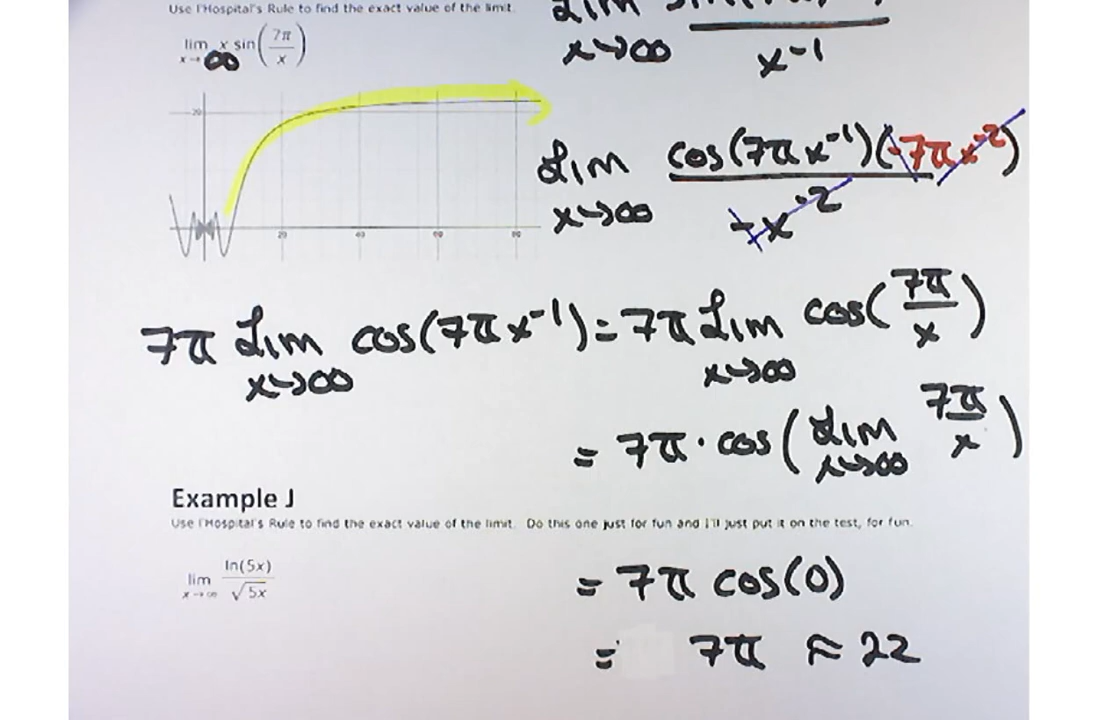 Use l'Hospital's Rule to find the exact value of the limit.
lim x→∞ x sin(7π/x)
20
20 40 60 80
Lim x→∞
x⁻¹
Lim x→∞ cos(7πx⁻¹)(-7πx⁻²)
-x⁻²
7π Lim x→∞ cos(7πx⁻¹) = 7π Lim x→∞ cos(7π/x)
= 7π · cos(Lim x→∞ 7π/x)
Example J
Use l'Hospital's Rule to find the exact value of the limit. Do this one just for fun and I'll just put it on the test, for fun.
lim x→∞ ln(5x)/√5x
= 7π cos(0)
= 7π ≈ 22